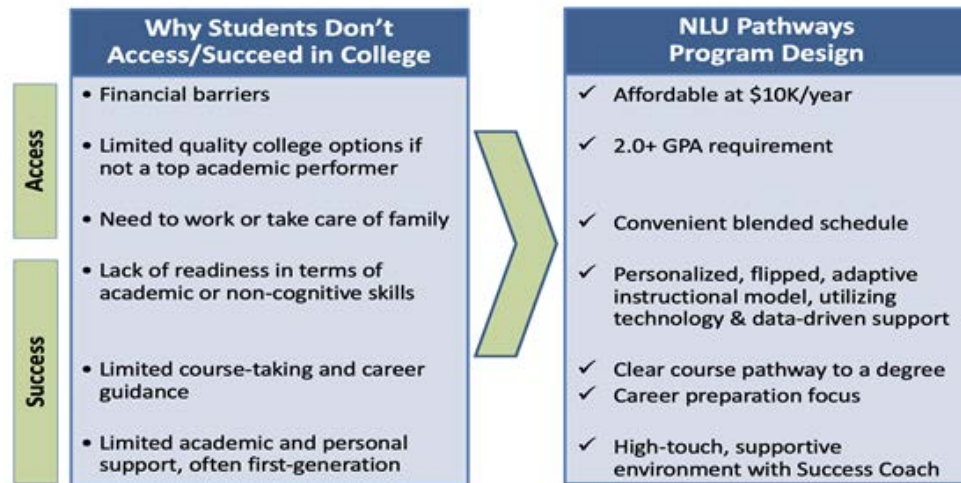 Why Students Don't
Access/Succeed in College
Access
• Financial barriers
• Limited quality college options if
not a top academic performer
• Need to work or take care of family
Success
• Lack of readiness in terms of
academic or non-cognitive skills
• Limited course-taking and career
guidance
• Limited academic and personal
support, often first-generation
NLU Pathways
Program Design
✓ Affordable at $10K/year
✓ 2.0+ GPA requirement
✓ Convenient blended schedule
✓ Personalized, flipped, adaptive
instructional model, utilizing
technology & data-driven support
✓ Clear course pathway to a degree
✓ Career preparation focus
✓ High-touch, supportive
environment with Success Coach